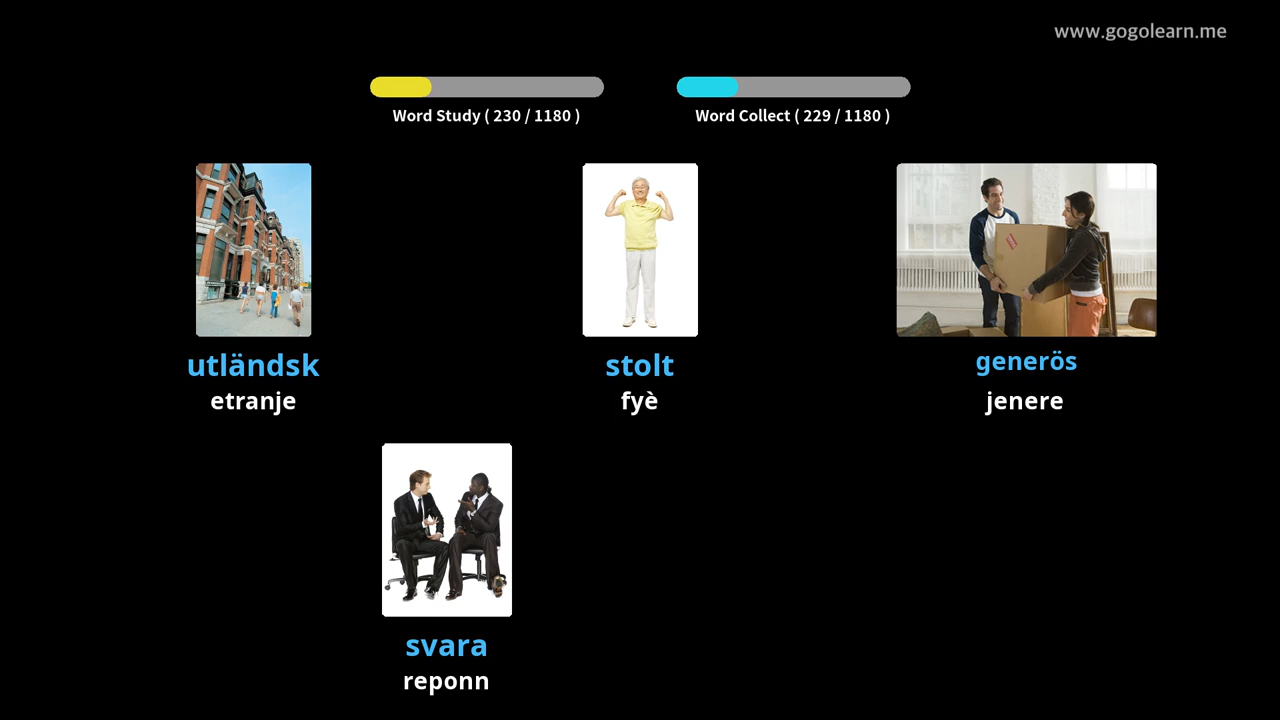 www.gogolearn.me
Word Study ( 230 / 1180 )
Word Collect ( 229 / 1180 )
utländsk
etranje
stolt
fyè
generös
jenere
svara
reponn